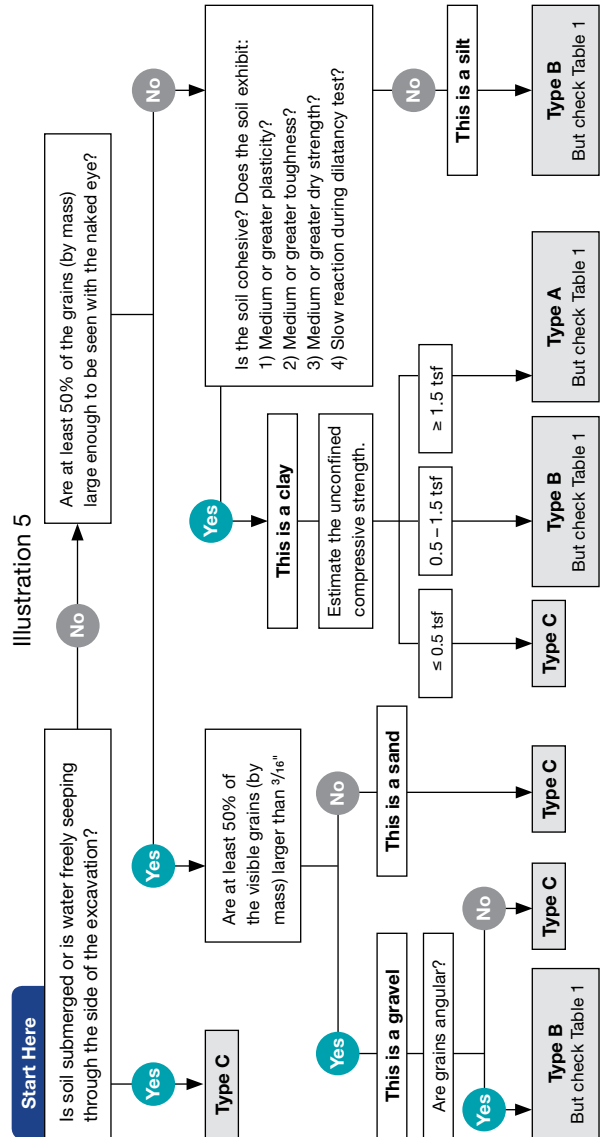 Illustration 5
Start Here
Is soil submerged or is water freely seeping
through the side of the excavation?
Yes
Type C
No
Are at least 50% of the grains (by mass)
large enough to be seen with the naked eye?
Yes
Are at least 50% of
the visible grains (by
mass) larger than 3/16"
Yes
This is a gravel
Are grains angular?
Yes
Type B
But check Table 1
No
Type C
No
This is a sand
Type C
No
Is the soil cohesive? Does the soil exhibit:
1) Medium or greater plasticity?
2) Medium or greater toughness?
3) Medium or greater dry strength?
4) Slow reaction during dilatancy test?
Yes
This is a clay
Estimate the unconfined
compressive strength.
≤ 0.5 tsf
Type C
0.5 – 1.5 tsf
Type B
But check Table 1
≥ 1.5 tsf
Type A
But check Table 1
No
This is a silt
Type B
But check Table 1